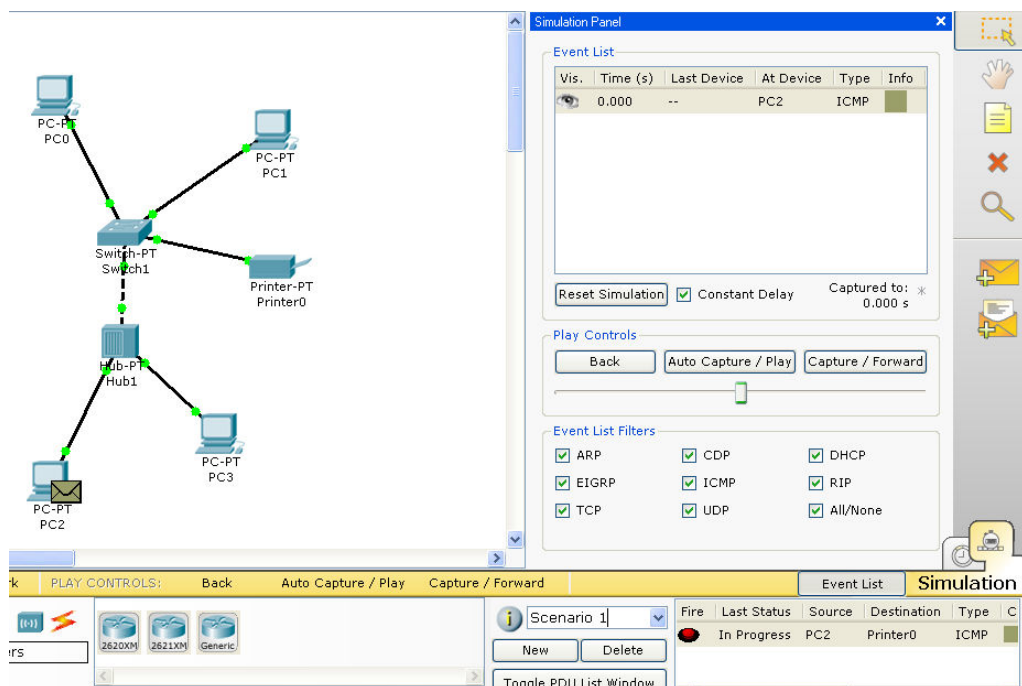 Simulation Panel
Event List
Vis. Time (s) Last Device At Device Type Info
0.000 -- PC2 ICMP
Reset Simulation Constant Delay Captured to: *
0.000 s
Play Controls
Back Auto Capture / Play Capture / Forward
Event List Filters
ARP CDP DHCP
EIGRP ICMP RIP
TCP UDP All/None
PC-PT
PC0
PC-PT
PC1
Switch-PT
Switch1
Printer-PT
Printer0
Hub-PT
Hub1
PC-PT
PC3
PC-PT
PC2
PLAY CONTROLS: Back Auto Capture / Play Capture / Forward Event List Simulation
2620XM 2621XM Generic
i Scenario 1
New Delete
Toggle PDU List Window
Fire Last Status Source Destination Type C
In Progress PC2 Printer0 ICMP